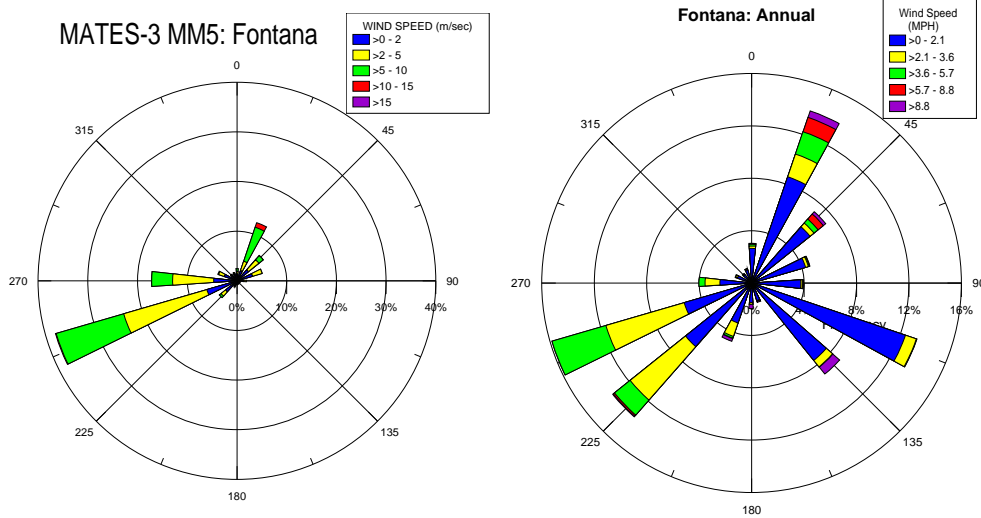 MATES-3 MM5: Fontana
WIND SPEED (m/sec)
>0 - 2
>2 - 5
>5 - 10
>10 - 15
>15
0
45
90
135
180
225
270
315
0%
10%
20%
30%
40%
Fontana: Annual
Wind Speed
(MPH)
>0 - 2.1
>2.1 - 3.6
>3.6 - 5.7
>5.7 - 8.8
>8.8
0
45
90
135
180
225
270
315
0%
8%
12%
16%